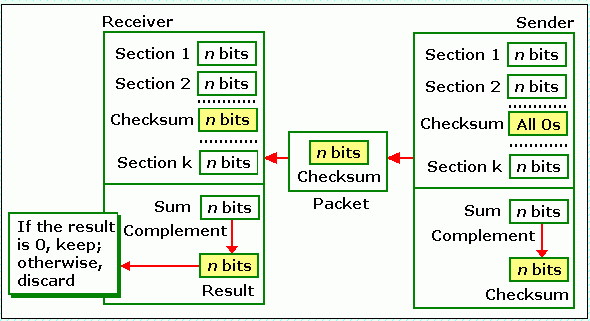 Receiver
Section 1 n bits
Section 2 n bits
Checksum n bits
Section k n bits
Sum n bits
Complement
n bits
Result
If the result
is 0, keep;
otherwise,
discard
n bits
Checksum
Packet
Sender
Section 1 n bits
Section 2 n bits
Checksum All 0s
Section k n bits
Sum n bits
Complement
n bits
Checksum